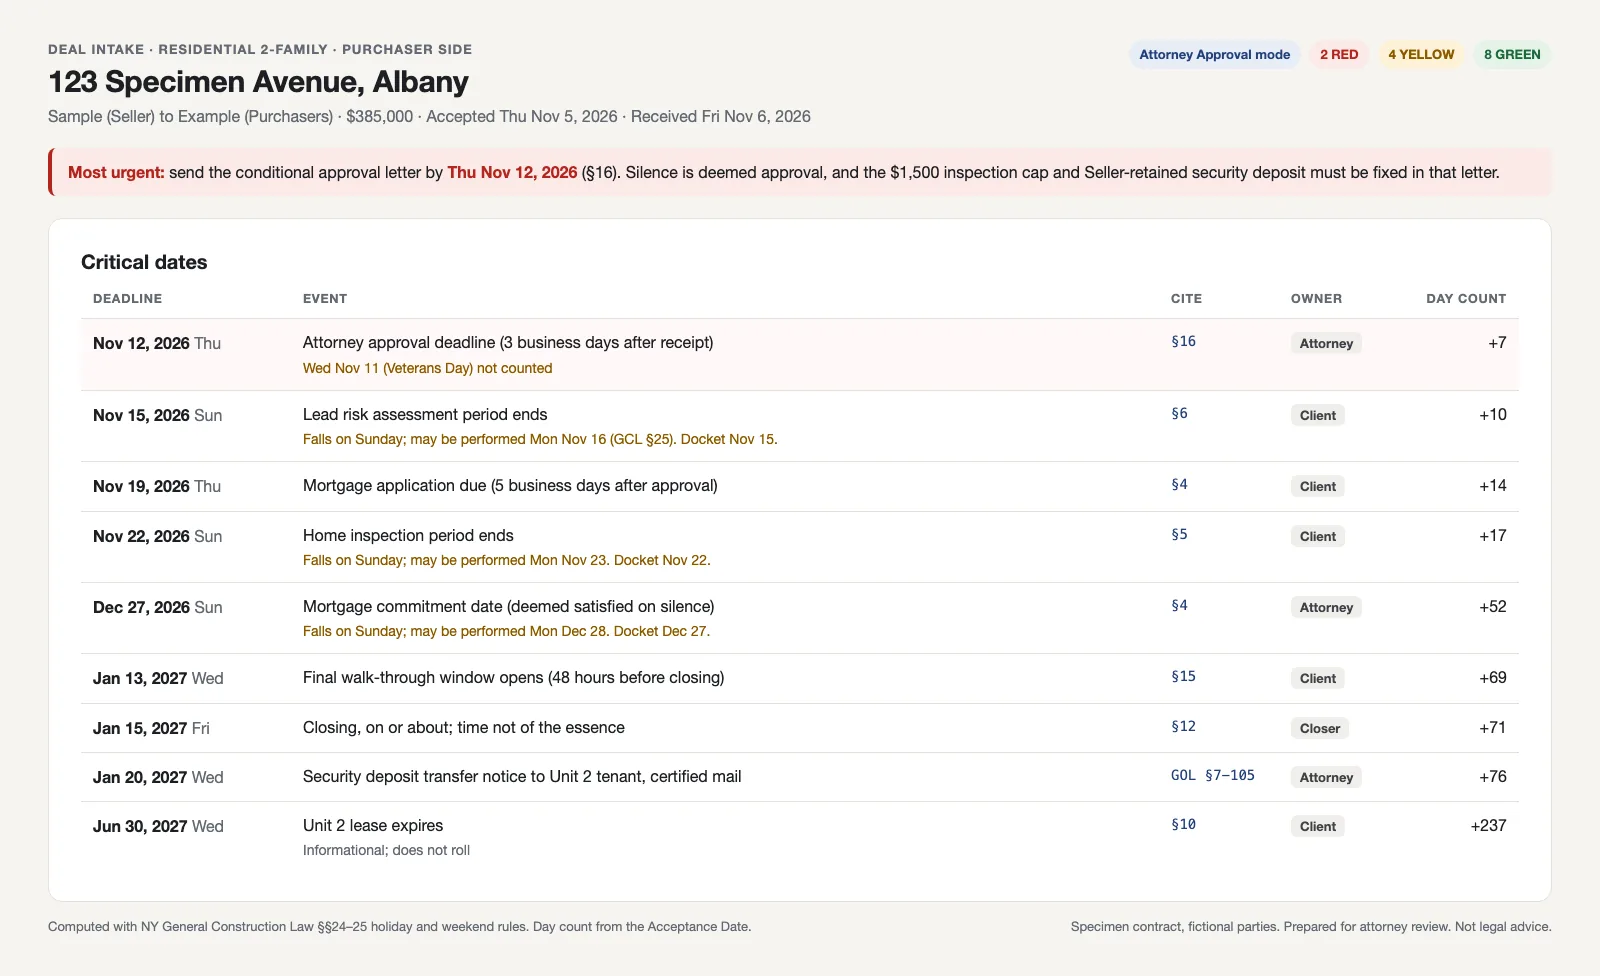 DEAL INTAKE · RESIDENTIAL 2-FAMILY · PURCHASER SIDE
Attorney Approval mode 2 RED 4 YELLOW 8 GREEN
123 Specimen Avenue, Albany
Sample (Seller) to Example (Purchasers) · $385,000 · Accepted Thu Nov 5, 2026 · Received Fri Nov 6, 2026
Most urgent: send the conditional approval letter by Thu Nov 12, 2026 (§16). Silence is deemed approval, and the $1,500 inspection cap and Seller-retained security deposit must be fixed in that letter.
Critical dates
DEADLINE EVENT CITE OWNER DAY COUNT
Nov 12, 2026 Thu Attorney approval deadline (3 business days after receipt) §16 Attorney +7
Wed Nov 11 (Veterans Day) not counted
Nov 15, 2026 Sun Lead risk assessment period ends §6 Client +10
Falls on Sunday; may be performed Mon Nov 16 (GCL §25). Docket Nov 15.
Nov 19, 2026 Thu Mortgage application due (5 business days after approval) §4 Client +14
Nov 22, 2026 Sun Home inspection period ends §5 Client +17
Falls on Sunday; may be performed Mon Nov 23. Docket Nov 22.
Dec 27, 2026 Sun Mortgage commitment date (deemed satisfied on silence) §4 Attorney +52
Falls on Sunday; may be performed Mon Dec 28. Docket Dec 27.
Jan 13, 2027 Wed Final walk-through window opens (48 hours before closing) §15 Client +69
Jan 15, 2027 Fri Closing, on or about; time not of the essence §12 Closer +71
Jan 20, 2027 Wed Security deposit transfer notice to Unit 2 tenant, certified mail GOL §7–105 Attorney +76
Jun 30, 2027 Wed Unit 2 lease expires §10 Client +237
Informational; does not roll
Computed with NY General Construction Law §§24–25 holiday and weekend rules. Day count from the Acceptance Date.
Specimen contract, fictional parties. Prepared for attorney review. Not legal advice.